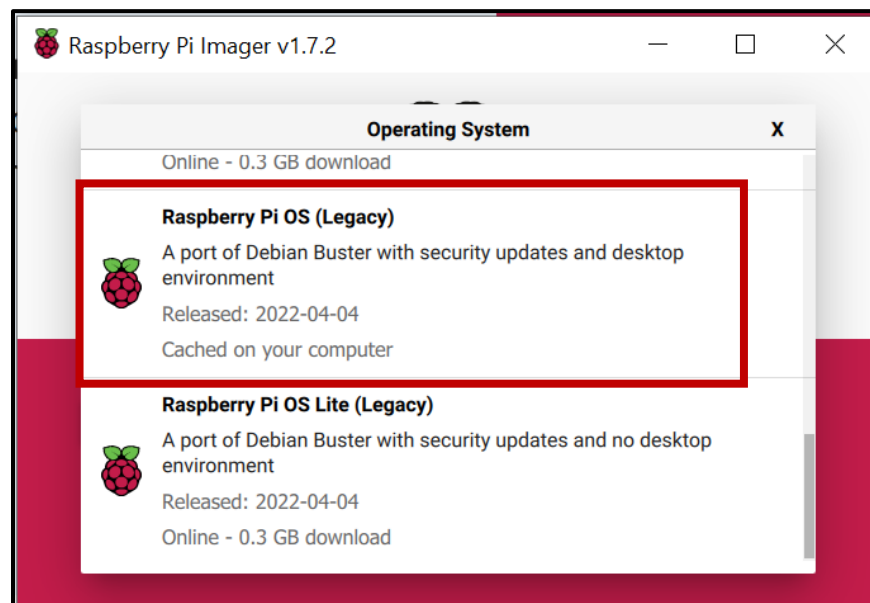 Raspberry Pi Imager v1.7.2
Operating System
X
Online - 0.3 GB download
Raspberry Pi OS (Legacy)
A port of Debian Buster with security updates and desktop
environment
Released: 2022-04-04
Cached on your computer
Raspberry Pi OS Lite (Legacy)
A port of Debian Buster with security updates and no desktop
environment
Released: 2022-04-04
Online - 0.3 GB download